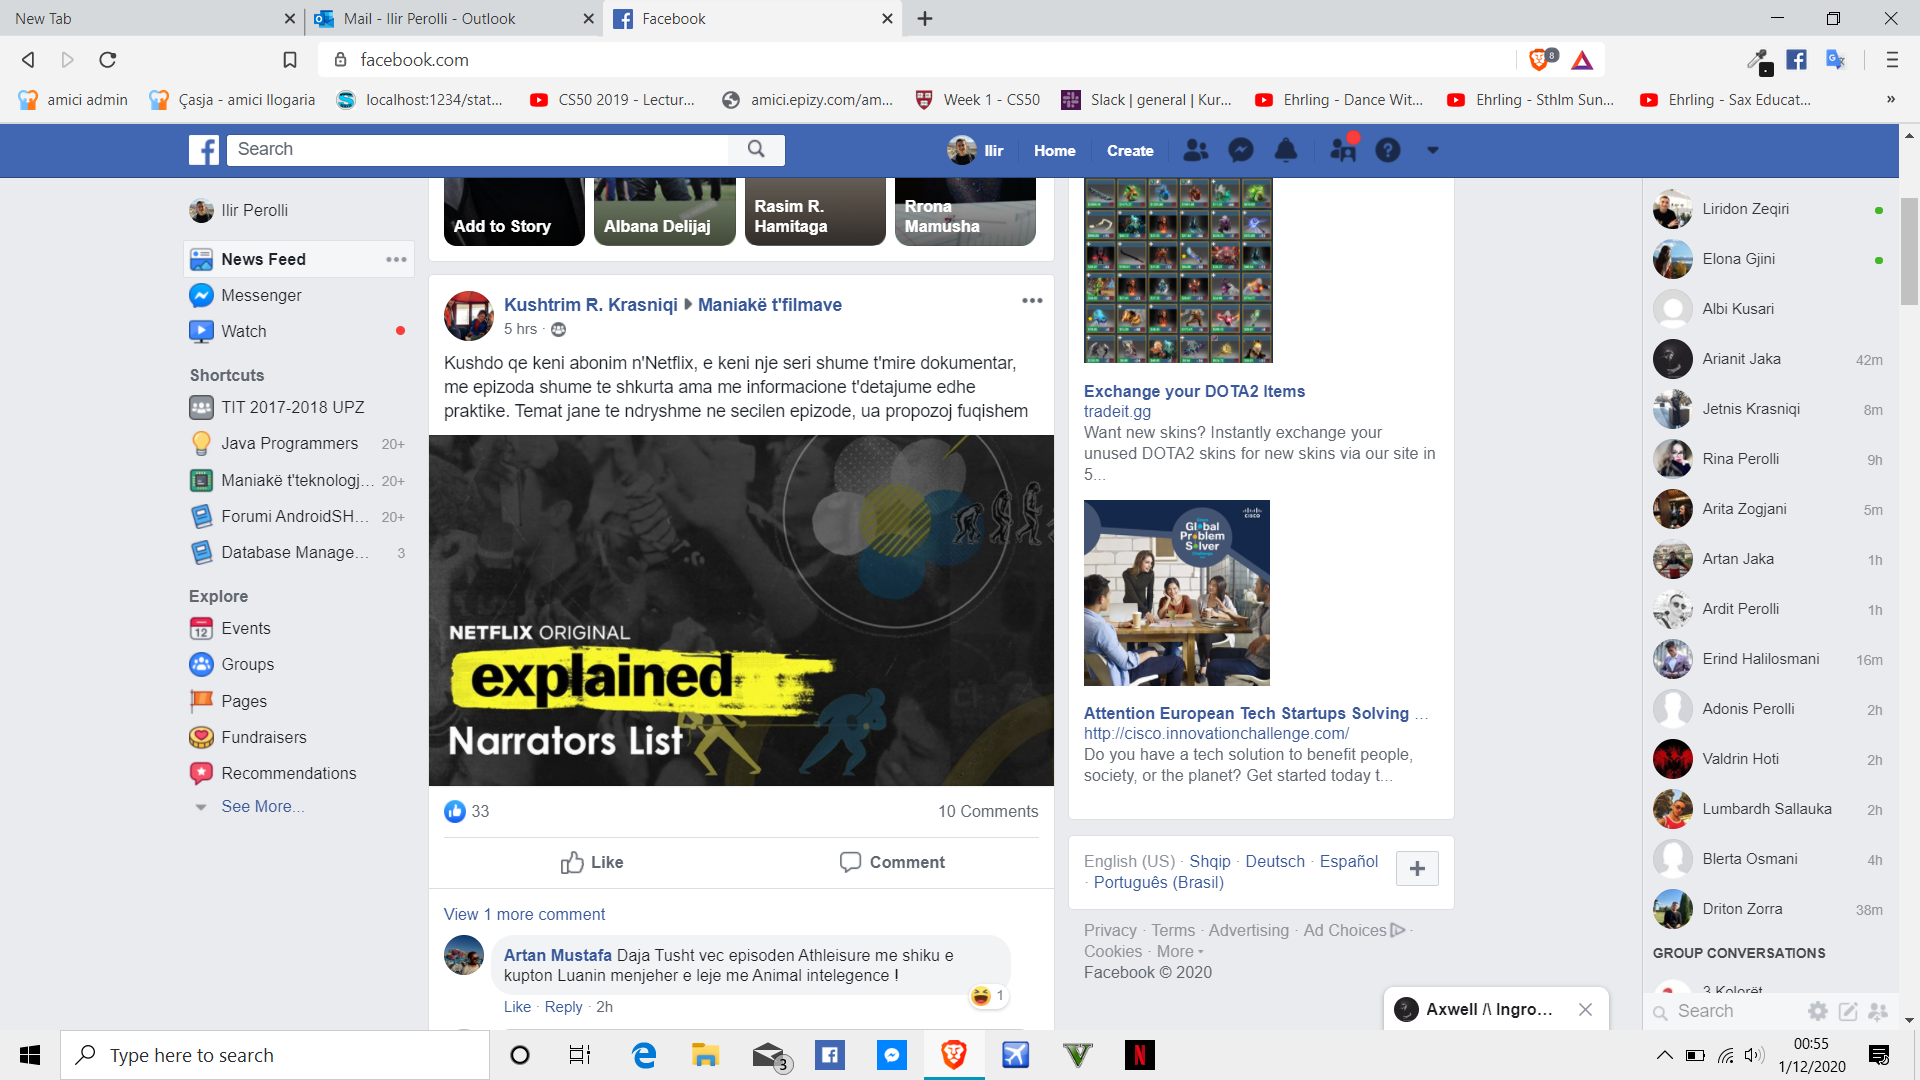 New Tab
Mail - Ilir Perolli - Outlook
Facebook
facebook.com
8
amici admin
Çasja - amici llogaria
localhost:1234/stat...
CS50 2019 - Lectur...
amici.epizy.com/am...
Week 1 - CS50
Slack | general | Kur...
Ehrling - Dance Wit...
Ehrling - Sthlm Sun...
Ehrling - Sax Educat...
»
Search
Ilir
Home
Create
Ilir Perolli
News Feed
Messenger
Watch
Shortcuts
TIT 2017-2018 UPZ
Java Programmers 20+
Maniakë t'teknologj... 20+
Forumi AndroidSH... 20+
Database Manage... 3
Explore
12
Events
Groups
Pages
Fundraisers
Recommendations
See More...
Add to Story
Albana Delijaj
Rasim R.
Hamitaga
Rrona
Mamusha
Kushtrim R. Krasniqi ▸ Maniakë t'filmave
5 hrs ·
Kushdo qe keni abonim n'Netflix, e keni nje seri shume t'mire dokumentar,
me epizoda shume te shkurta ama me informacione t'detajume edhe
praktike. Temat jane te ndryshme ne secilen epizode, ua propozoj fuqishem
NETFLIX ORIGINAL
explained
Narrators List
33
10 Comments
Like
Comment
View 1 more comment
Artan Mustafa Daja Tusht vec episoden Athleisure me shiku e
kupton Luanin menjeher e leje me Animal intelegence !
1
Like · Reply · 2h
Exchange your DOTA2 Items
tradeit.gg
Want new skins? Instantly exchange your
unused DOTA2 skins for new skins via our site in
5...
CISCO
Global
Problem
Solver
Attention European Tech Startups Solving ...
http://cisco.innovationchallenge.com/
Do you have a tech solution to benefit people,
society, or the planet? Get started today t...
English (US) · Shqip · Deutsch · Español
· Português (Brasil)
Privacy · Terms · Advertising · Ad Choices ·
Cookies · More
Facebook © 2020
Liridon Zeqiri
Elona Gjini
Albi Kusari
Arianit Jaka 42m
Jetnis Krasniqi 8m
Rina Perolli 9h
Arita Zogjani 5m
Artan Jaka 1h
Ardit Perolli 1h
Erind Halilosmani 16m
Adonis Perolli 2h
Valdrin Hoti 2h
Lumbardh Sallauka 2h
Blerta Osmani 4h
Driton Zorra 38m
GROUP CONVERSATIONS
3 Kolorët
Search
Axwell /\ Ingro...
Type here to search
3
00:55
1/12/2020